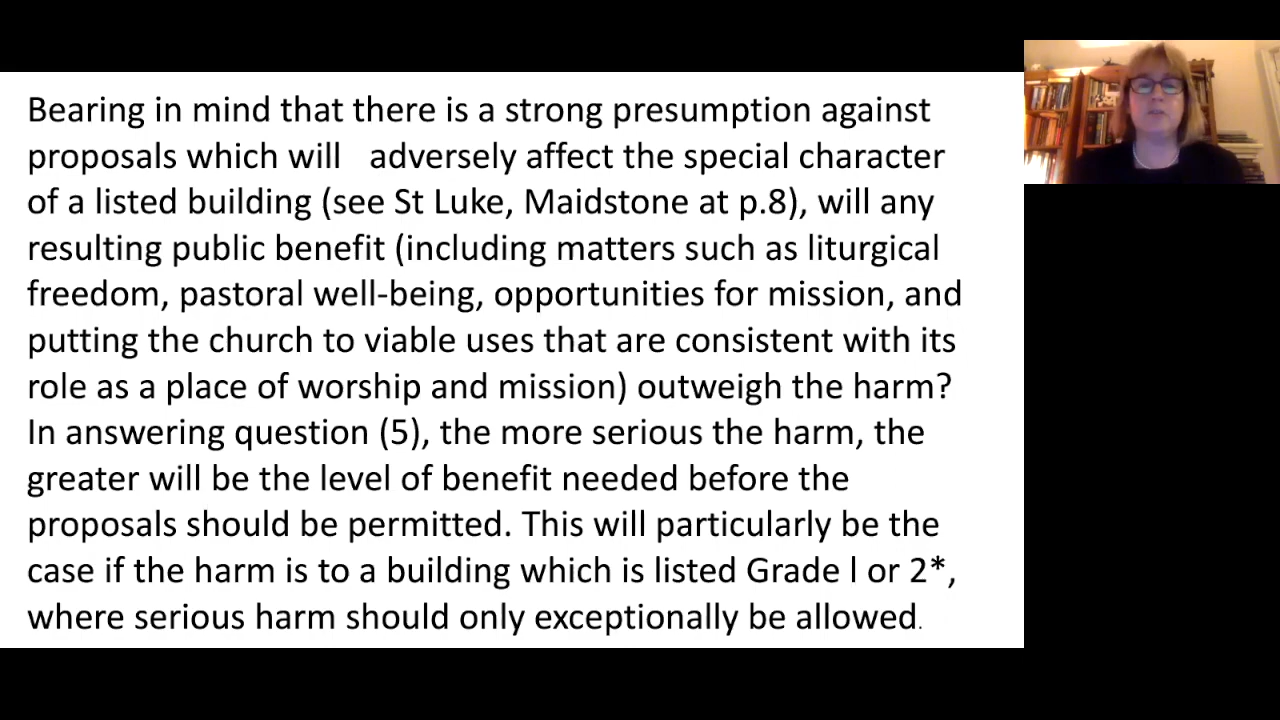 Bearing in mind that there is a strong presumption against
proposals which will   adversely affect the special character
of a listed building (see St Luke, Maidstone at p.8), will any
resulting public benefit (including matters such as liturgical
freedom, pastoral well-being, opportunities for mission, and
putting the church to viable uses that are consistent with its
role as a place of worship and mission) outweigh the harm?
In answering question (5), the more serious the harm, the
greater will be the level of benefit needed before the
proposals should be permitted. This will particularly be the
case if the harm is to a building which is listed Grade l or 2*,
where serious harm should only exceptionally be allowed.